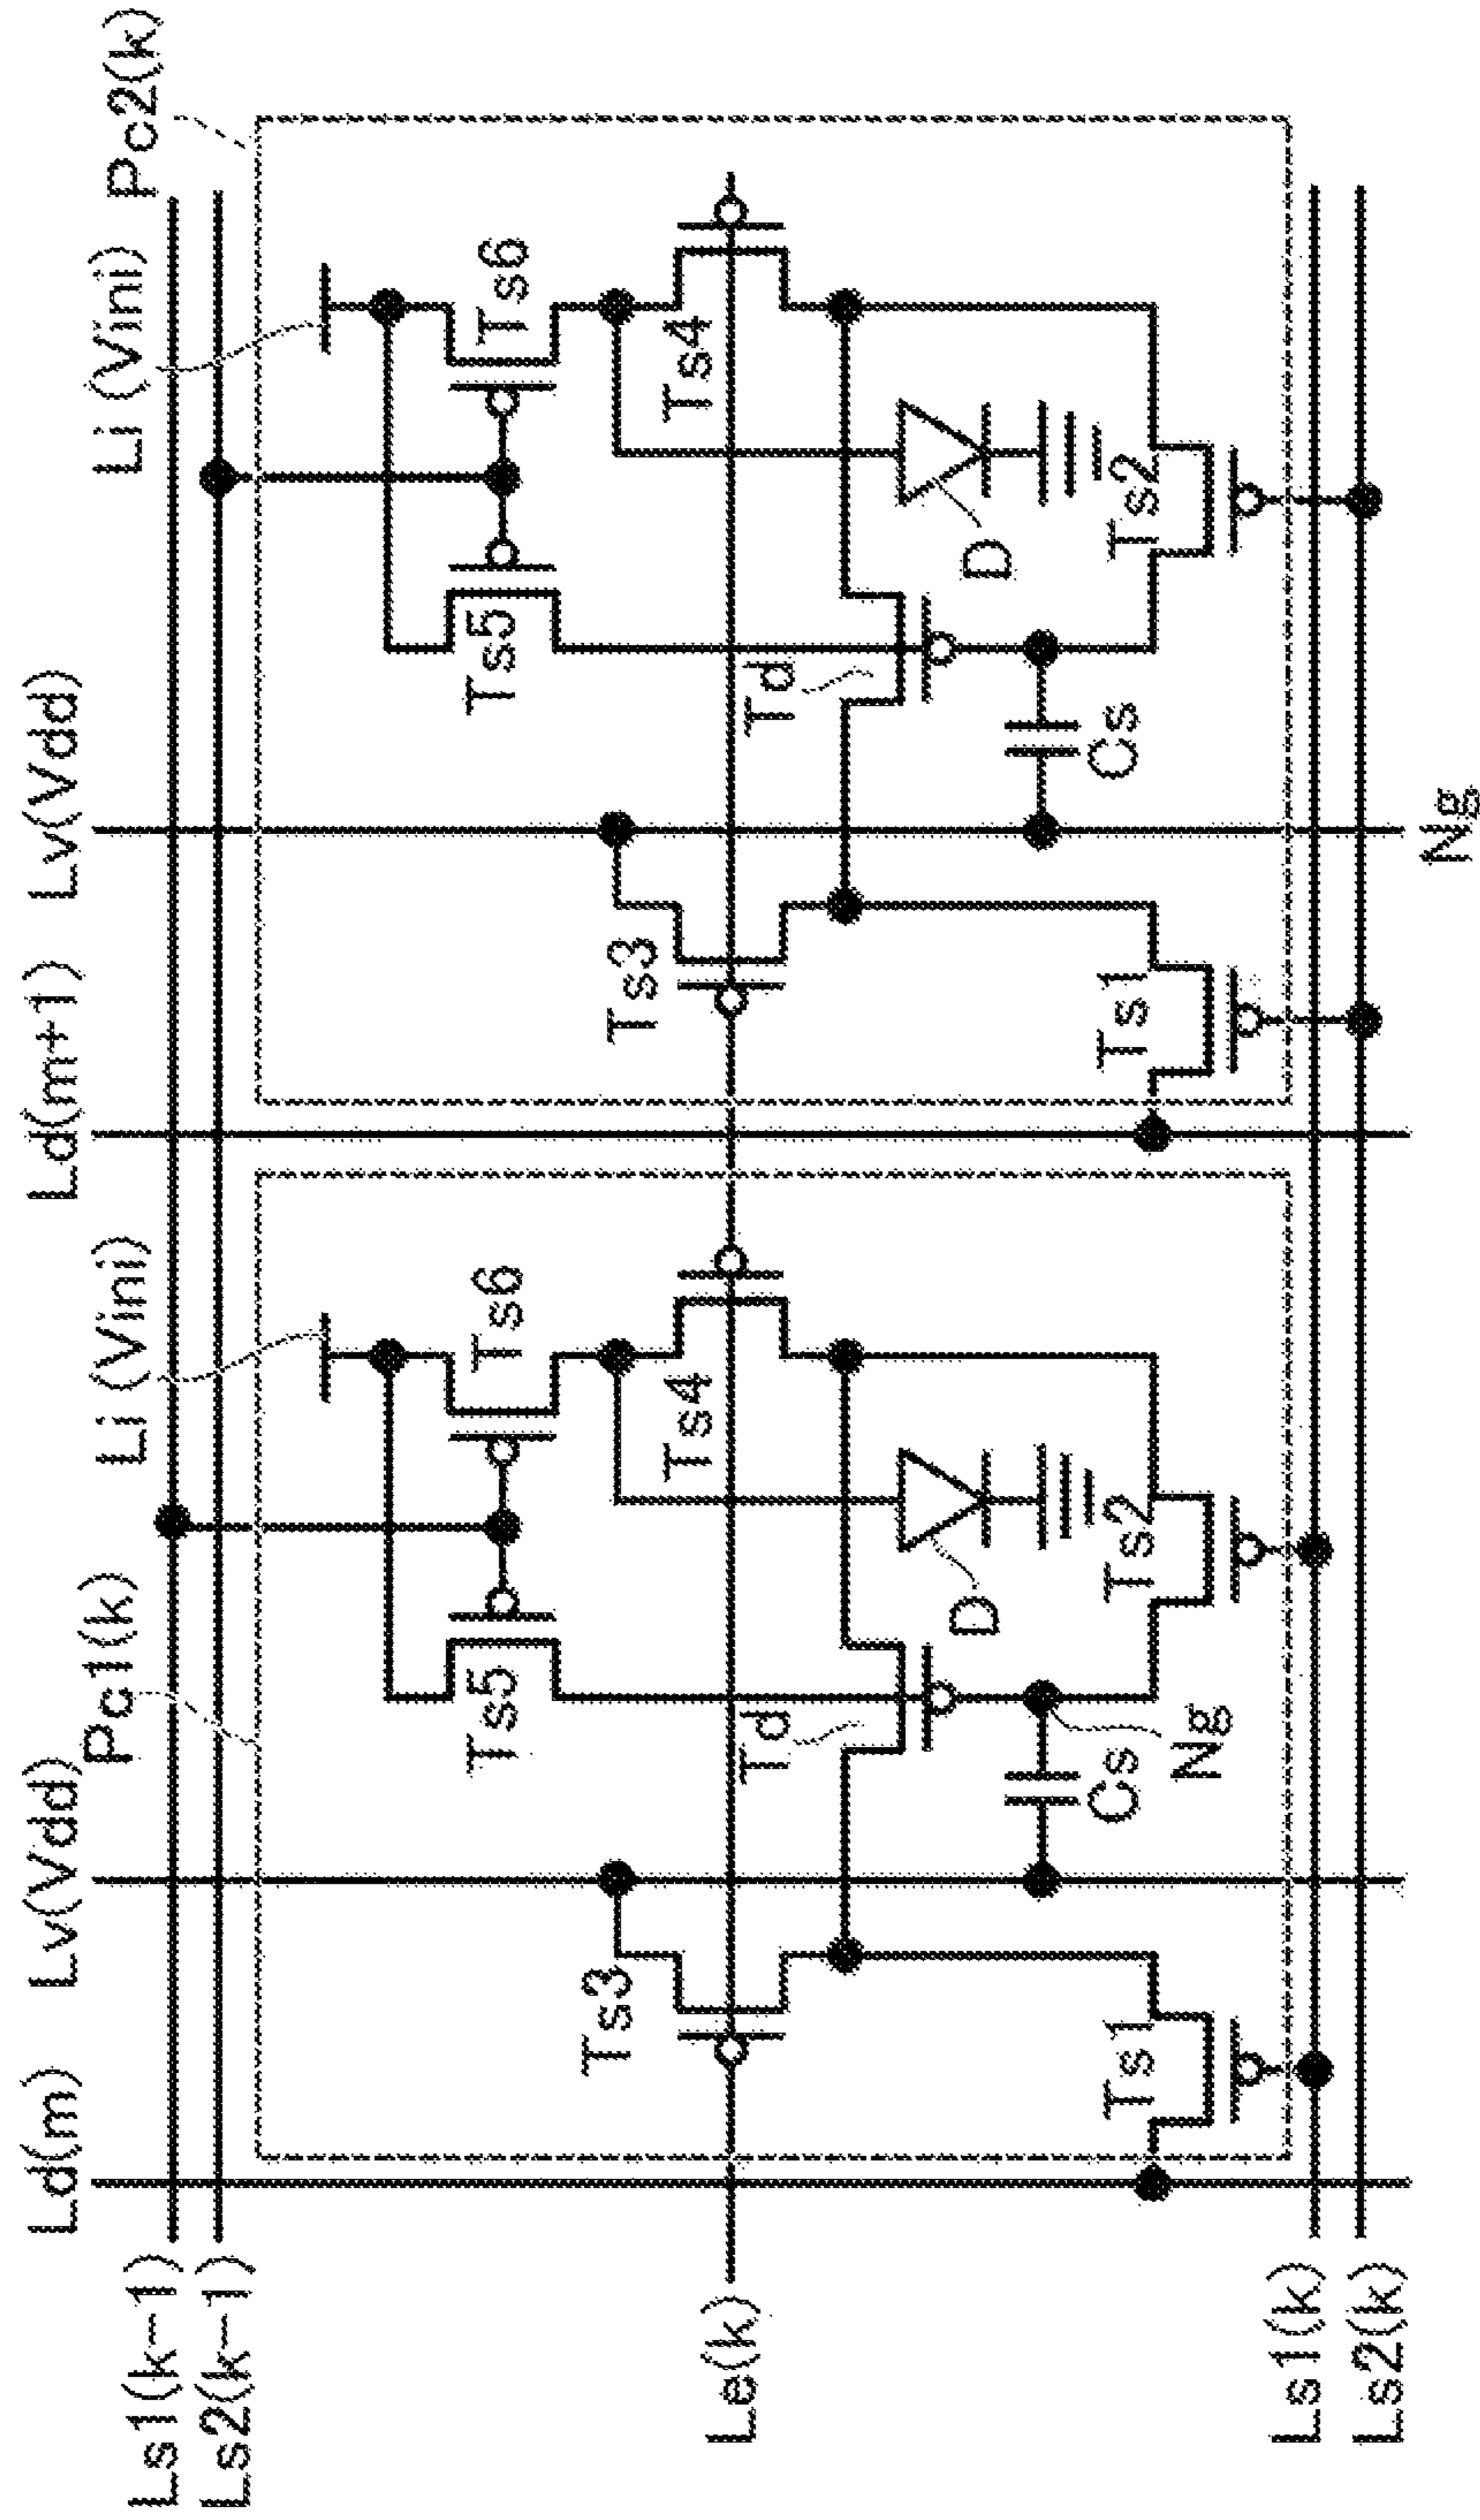 Ld(m)
Lv(Vdd)
Pc1(k)
Li(Vini)
Ld(m+1)
Lv(Vdd)
Li(Vini)
Pc2(k)
Ls1(k-1)
Ls2(k-1)
Ts5
Ts6
Ts5
Ts6
Ts3
Ts4
Ts3
Ts4
Le(k)
Td
Td
D
D
Ts1
Cs
Ts2
Ts1
Cs
Ts2
Ng
Ls1(k)
Ls2(k)
Ng